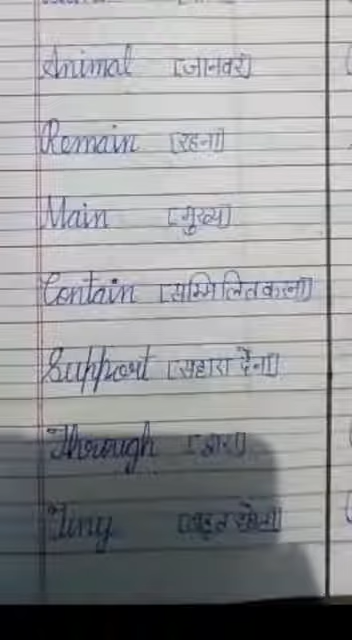 Animal [जानवर]
Remain [रहना]
Main [मुख्य]
Contain [सम्मिलित करना]
Support [सहारा देना]
Through [द्वारा]
Tiny [बहुत छोटा]